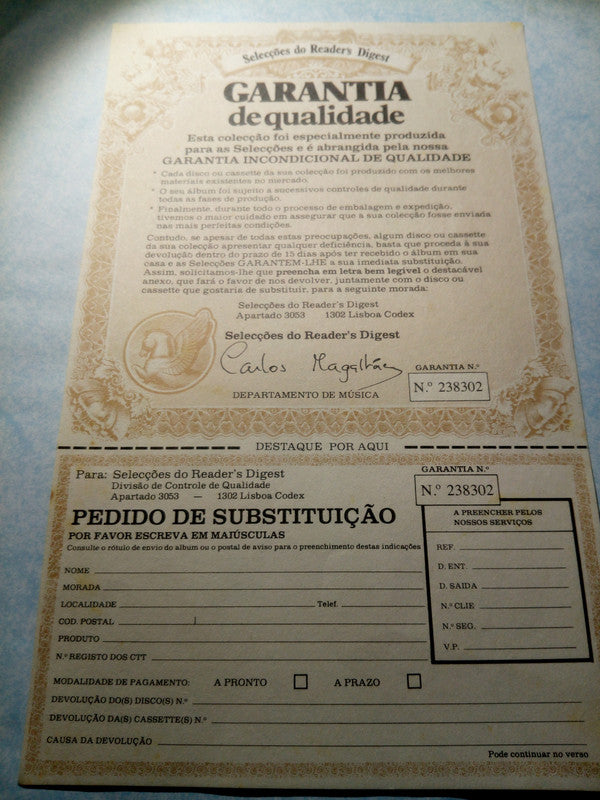 Selecções do Reader's Digest
GARANTIA
de qualidade
Esta colecção foi especialmente produzida
para as Selecções e é abrangida pela nossa
GARANTIA INCONDICIONAL DE QUALIDADE
* Cada disco ou cassette da sua colecção foi produzido com os melhores
materiais existentes no mercado.
* O seu álbum foi sujeito a sucessivos controles de qualidade durante
todas as fases de produção.
* Finalmente, durante todo o processo de embalagem e expedição,
tivemos o maior cuidado em assegurar que a sua colecção fosse enviada
nas mais perfeitas condições.
Contudo, se apesar de todas estas preocupações, algum disco ou cassette
da sua colecção apresentar qualquer deficiência, basta que proceda à sua
devolução dentro do prazo de 15 dias após ter recebido o álbum em sua
casa e as Selecções GARANTEM-LHE a sua imediata substituição.
Assim, solicitamos-lhe que preencha em letra bem legível o destacável
anexo, que fará o favor de nos devolver, juntamente com o disco ou
cassette que gostaria de substituir, para a seguinte morada:
Selecções do Reader's Digest
Apartado 3053 1302 Lisboa Codex
Selecções do Reader's Digest
Carlos Magalhães
DEPARTAMENTO DE MÚSICA
GARANTIA N.º
N.º 238302
DESTAQUE POR AQUI
Para: Selecções do Reader's Digest
Divisão de Controle de Qualidade
Apartado 3053 — 1302 Lisboa Codex
GARANTIA N.º
N.º 238302
PEDIDO DE SUBSTITUIÇÃO
POR FAVOR ESCREVA EM MAIÚSCULAS
Consulte o rótulo de envio do album ou o postal de aviso para o preenchimento destas indicações
NOME
MORADA
LOCALIDADE Telef.
COD. POSTAL
PRODUTO
N.º REGISTO DOS CTT
A PREENCHER PELOS
NOSSOS SERVIÇOS
REF.
D. ENT.
D. SAIDA
N.º CLIE
N.º SEG.
V.P.
MODALIDADE DE PAGAMENTO: A PRONTO A PRAZO
DEVOLUÇÃO DO(S) DISCO(S) N.º
DEVOLUÇÃO DA(S) CASSETTE(S) N.º
CAUSA DA DEVOLUÇÃO
Pode continuar no verso